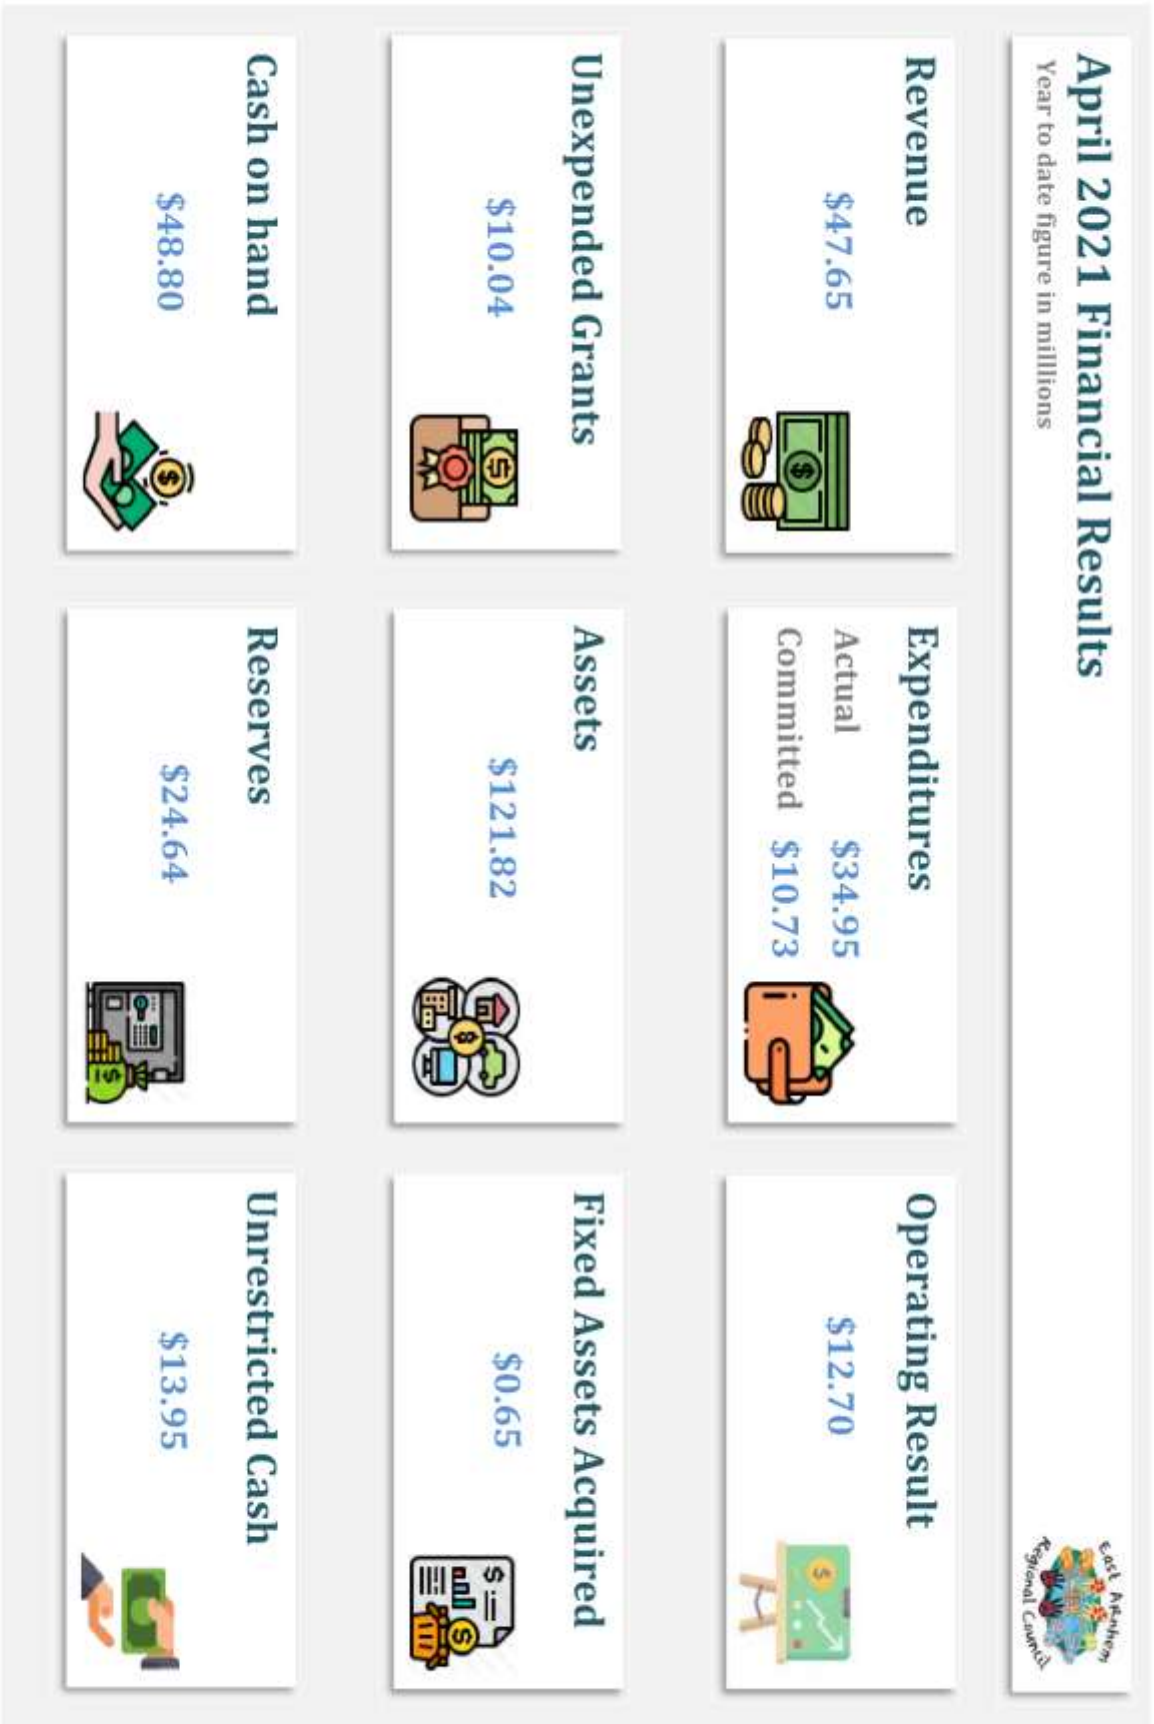 April 2021 Financial Results
Year to date figure in milllions
East Arnhem
Regional Council
Revenue
$47.65
Expenditures
Actual $34.95
Committed $10.73
Operating Result
$12.70
Unexpended Grants
$10.04
Assets
$121.82
Fixed Assets Acquired
$0.65
Cash on hand
$48.80
Reserves
$24.64
Unrestricted Cash
$13.95